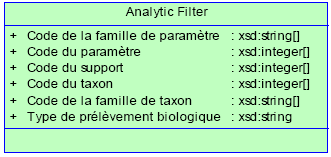 Analytic Filter
+ Code de la famille de paramètre : xsd:string[]
+ Code du paramètre : xsd:integer[]
+ Code du support : xsd:integer[]
+ Code du taxon : xsd:integer[]
+ Code de la famille de taxon : xsd:string[]
+ Type de prélèvement biologique : xsd:string